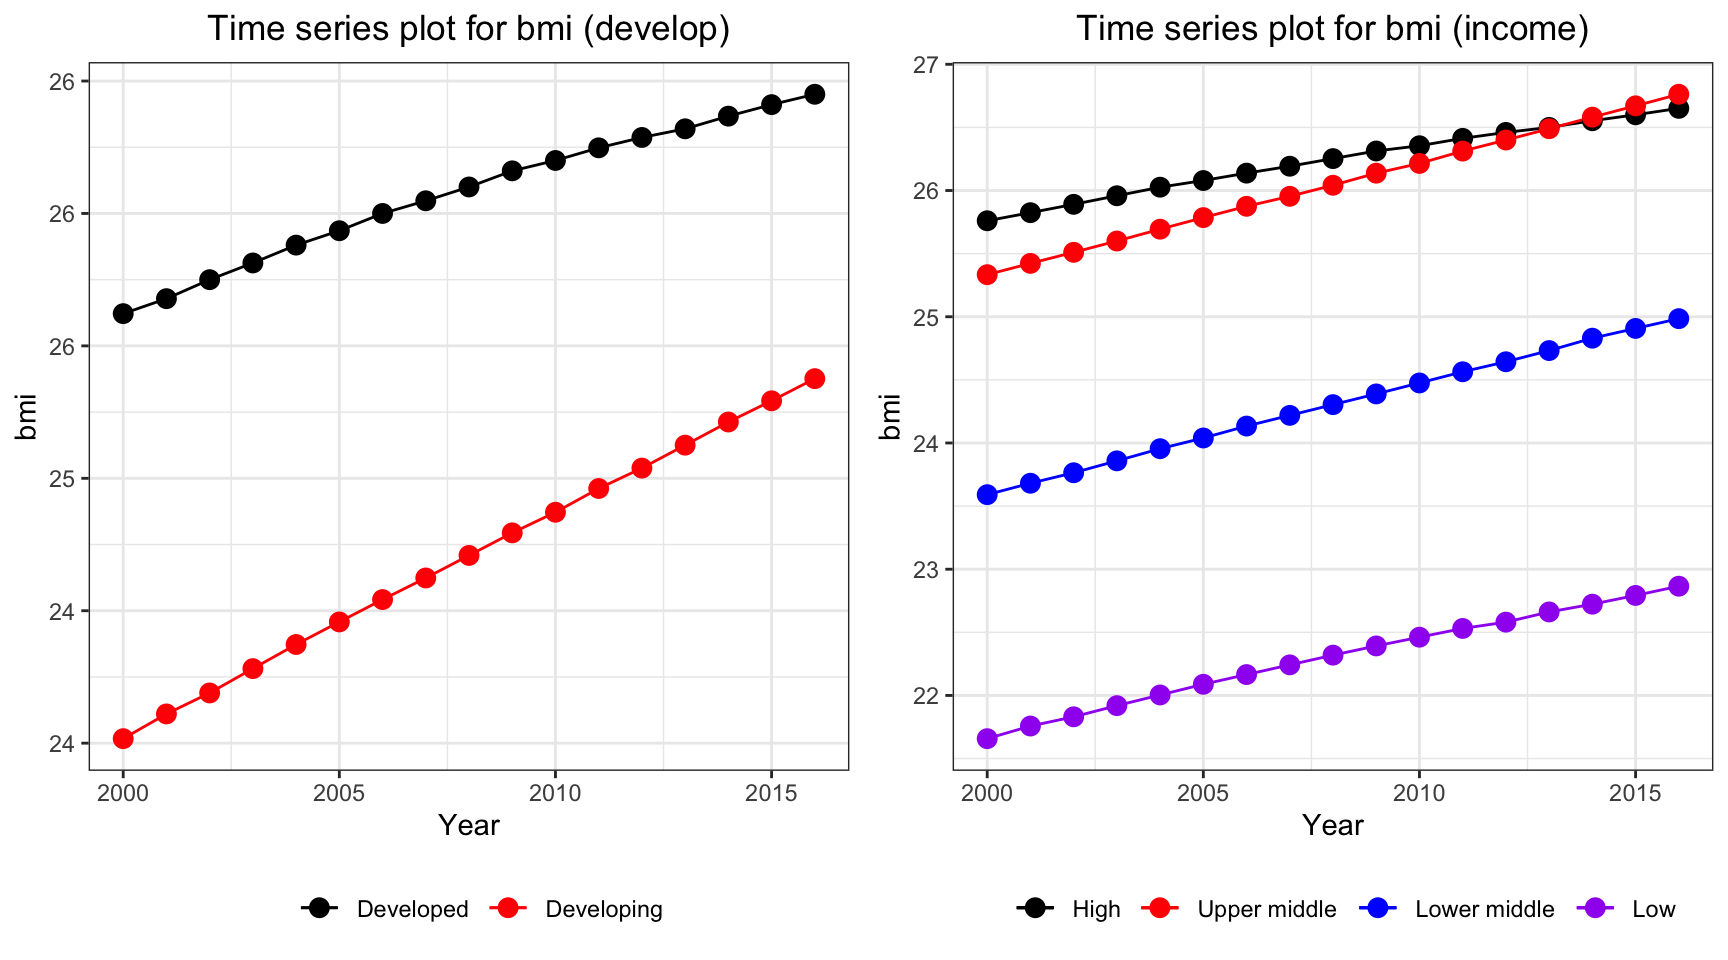 Time series plot for bmi (develop)
26
26
26
25
24
24
bmi
2000 2005 2010 2015
Year
Developed Developing
Time series plot for bmi (income)
27
26
25
24
23
22
bmi
2000 2005 2010 2015
Year
High Upper middle Lower middle Low